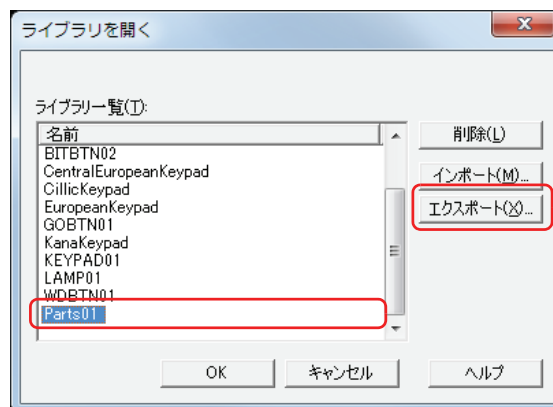 ライブラリを開く
ライブラリ一覧(T):
名前
BITBTN02
CentralEuropeanKeypad
CillicKeypad
EuropeanKeypad
GOBTN01
KanaKeypad
KEYPAD01
LAMP01
WDBTN01
Parts01
削除(L)
インポート(M)...
エクスポート(X)...
OK
キャンセル
ヘルプ